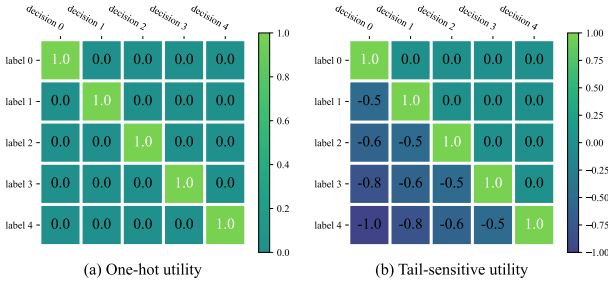 decision 0 decision 1 decision 2 decision 3 decision 4
label 0 1.0 0.0 0.0 0.0 0.0
label 1 0.0 1.0 0.0 0.0 0.0
label 2 0.0 0.0 1.0 0.0 0.0
label 3 0.0 0.0 0.0 1.0 0.0
label 4 0.0 0.0 0.0 0.0 1.0
1.0
0.8
0.6
0.4
0.2
0.0
(a) One-hot utility
decision 0 decision 1 decision 2 decision 3 decision 4
label 0 1.0 0.0 0.0 0.0 0.0
label 1 -0.5 1.0 0.0 0.0 0.0
label 2 -0.6 -0.5 1.0 0.0 0.0
label 3 -0.8 -0.6 -0.5 1.0 0.0
label 4 -1.0 -0.8 -0.6 -0.5 1.0
1.00
0.75
0.50
0.25
0.00
−0.25
−0.50
−0.75
−1.00
(b) Tail-sensitive utility